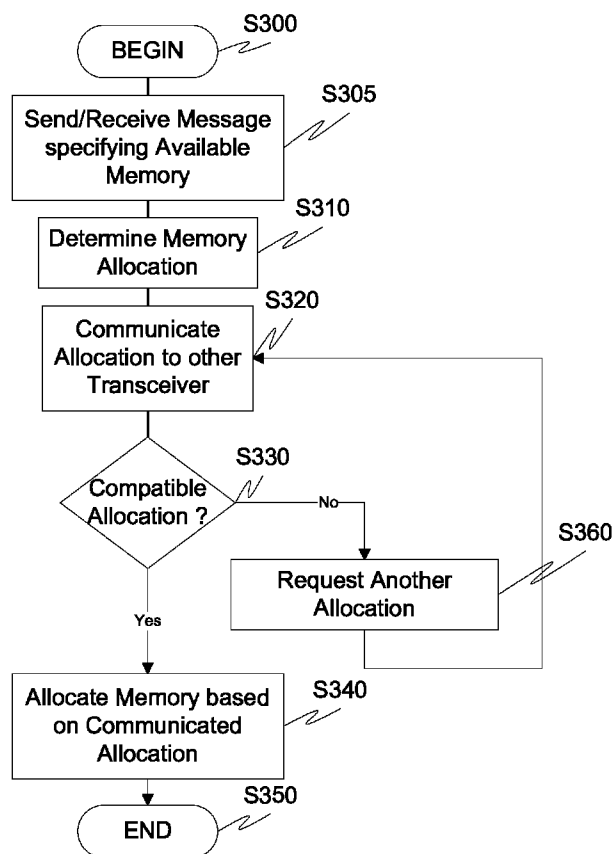 BEGIN
S300
Send/Receive Message
specifying Available
Memory
S305
Determine Memory
Allocation
S310
Communicate
Allocation to other
Transceiver
S320
Compatible
Allocation ?
S330
No
Request Another
Allocation
S360
Yes
Allocate Memory based
on Communicated
Allocation
S340
END
S350